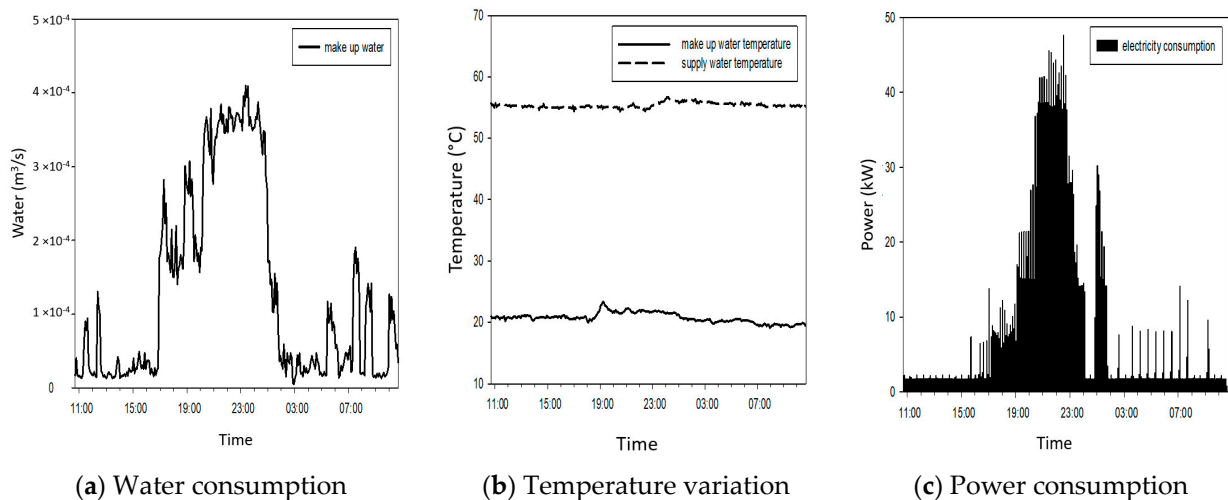 5 ×10⁻⁴
4 ×10⁻⁴
3 ×10⁻⁴
2 ×10⁻⁴
1 ×10⁻⁴
0
Water (m³/s)
make up water
11:00 15:00 19:00 23:00 03:00 07:00
Time
(a) Water consumption
70
60
50
40
30
20
10
Temperature (°C)
make up water temperature
supply water temperature
11:00 15:00 19:00 23:00 03:00 07:00
Time
(b) Temperature variation
50
40
30
20
10
0
Power (kW)
electricity consumption
11:00 15:00 19:00 23:00 03:00 07:00
Time
(c) Power consumption